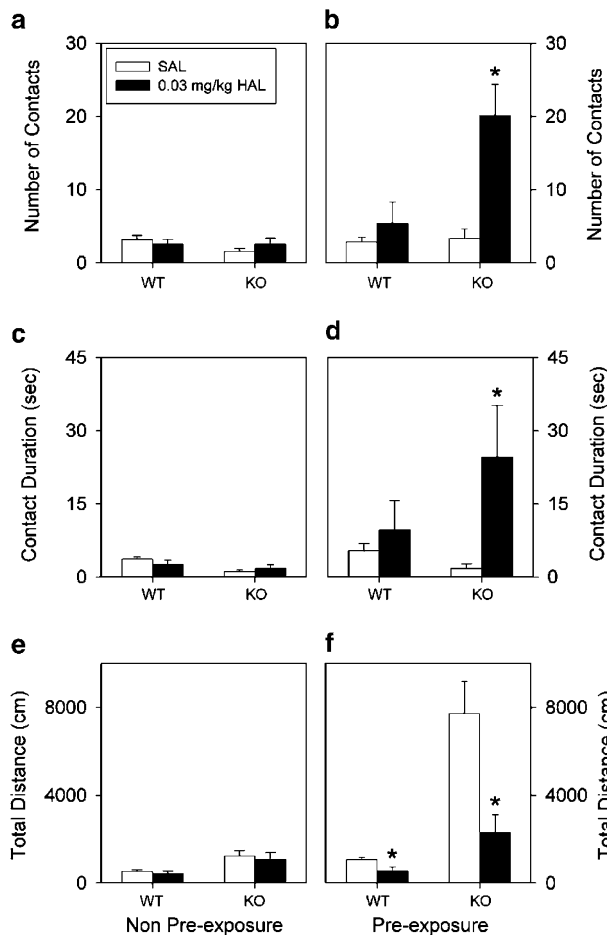 a
b
Number of Contacts
30
20
10
0
SAL
0.03 mg/kg HAL
WT
KO
*
30
20
10
0
Number of Contacts
WT
KO
c
d
Contact Duration (sec)
45
30
15
0
WT
KO
*
45
30
15
0
Contact Duration (sec)
WT
KO
e
f
Total Distance (cm)
8000
4000
0
WT
KO
Non Pre-exposure
*
*
8000
4000
0
Total Distance (cm)
WT
KO
Pre-exposure